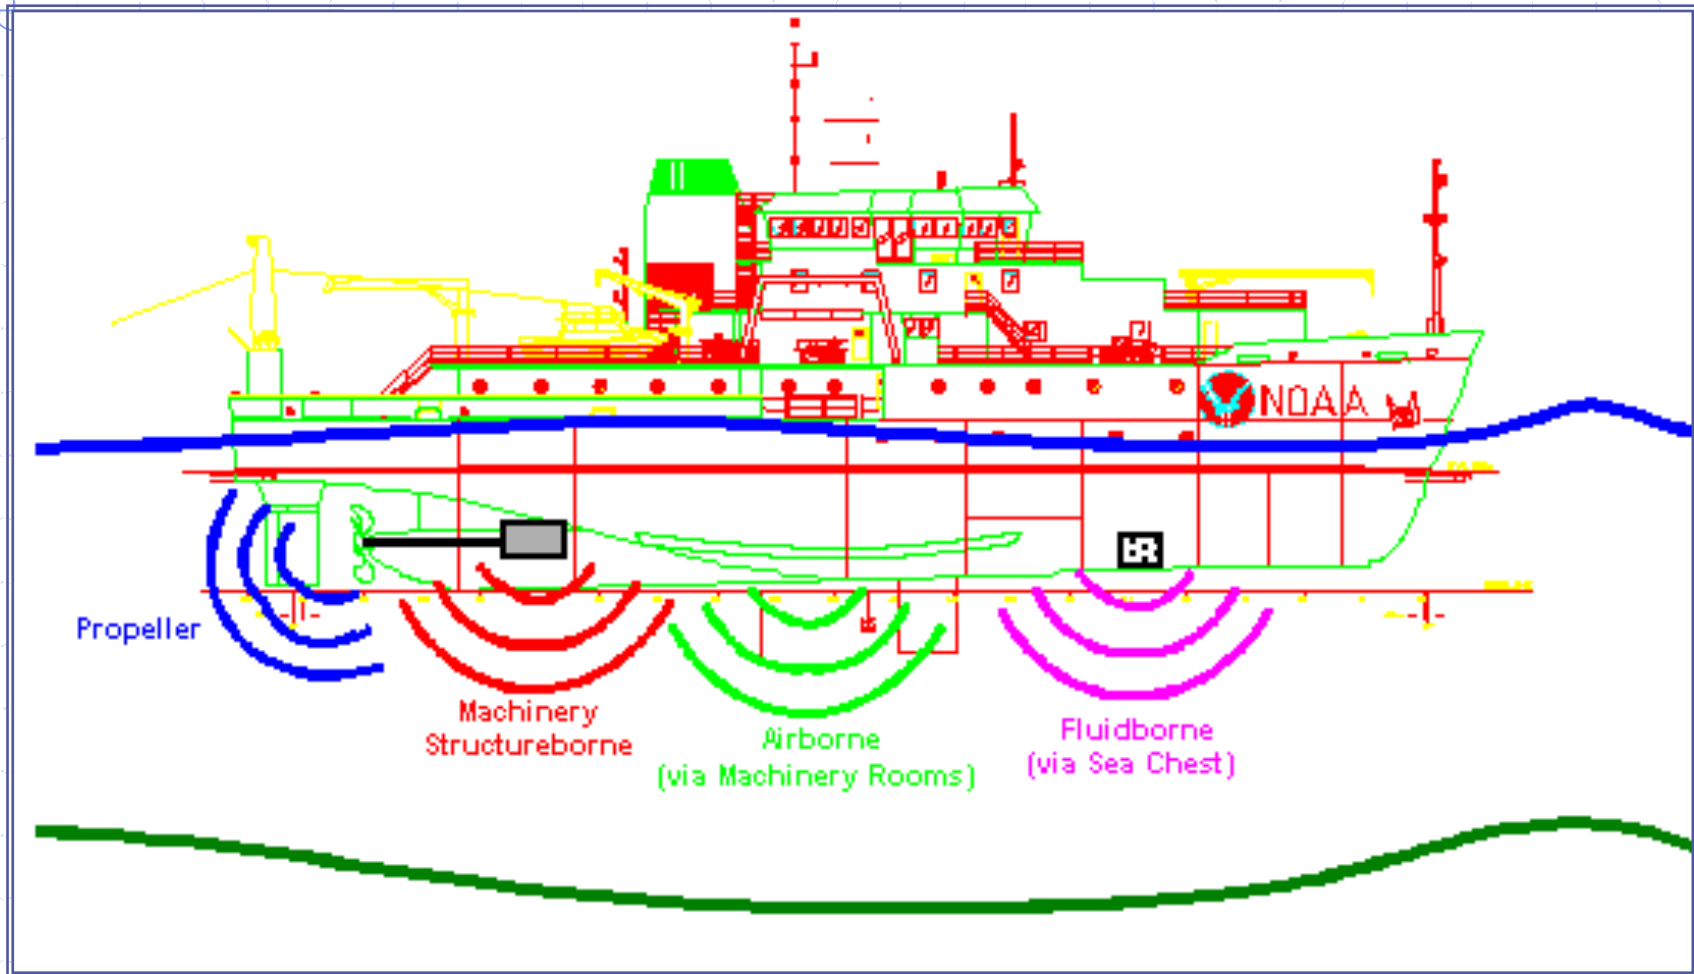 NOAA
Propeller
Machinery
Structureborne
Airborne
(via Machinery Rooms)
Fluidborne
(via Sea Chest)